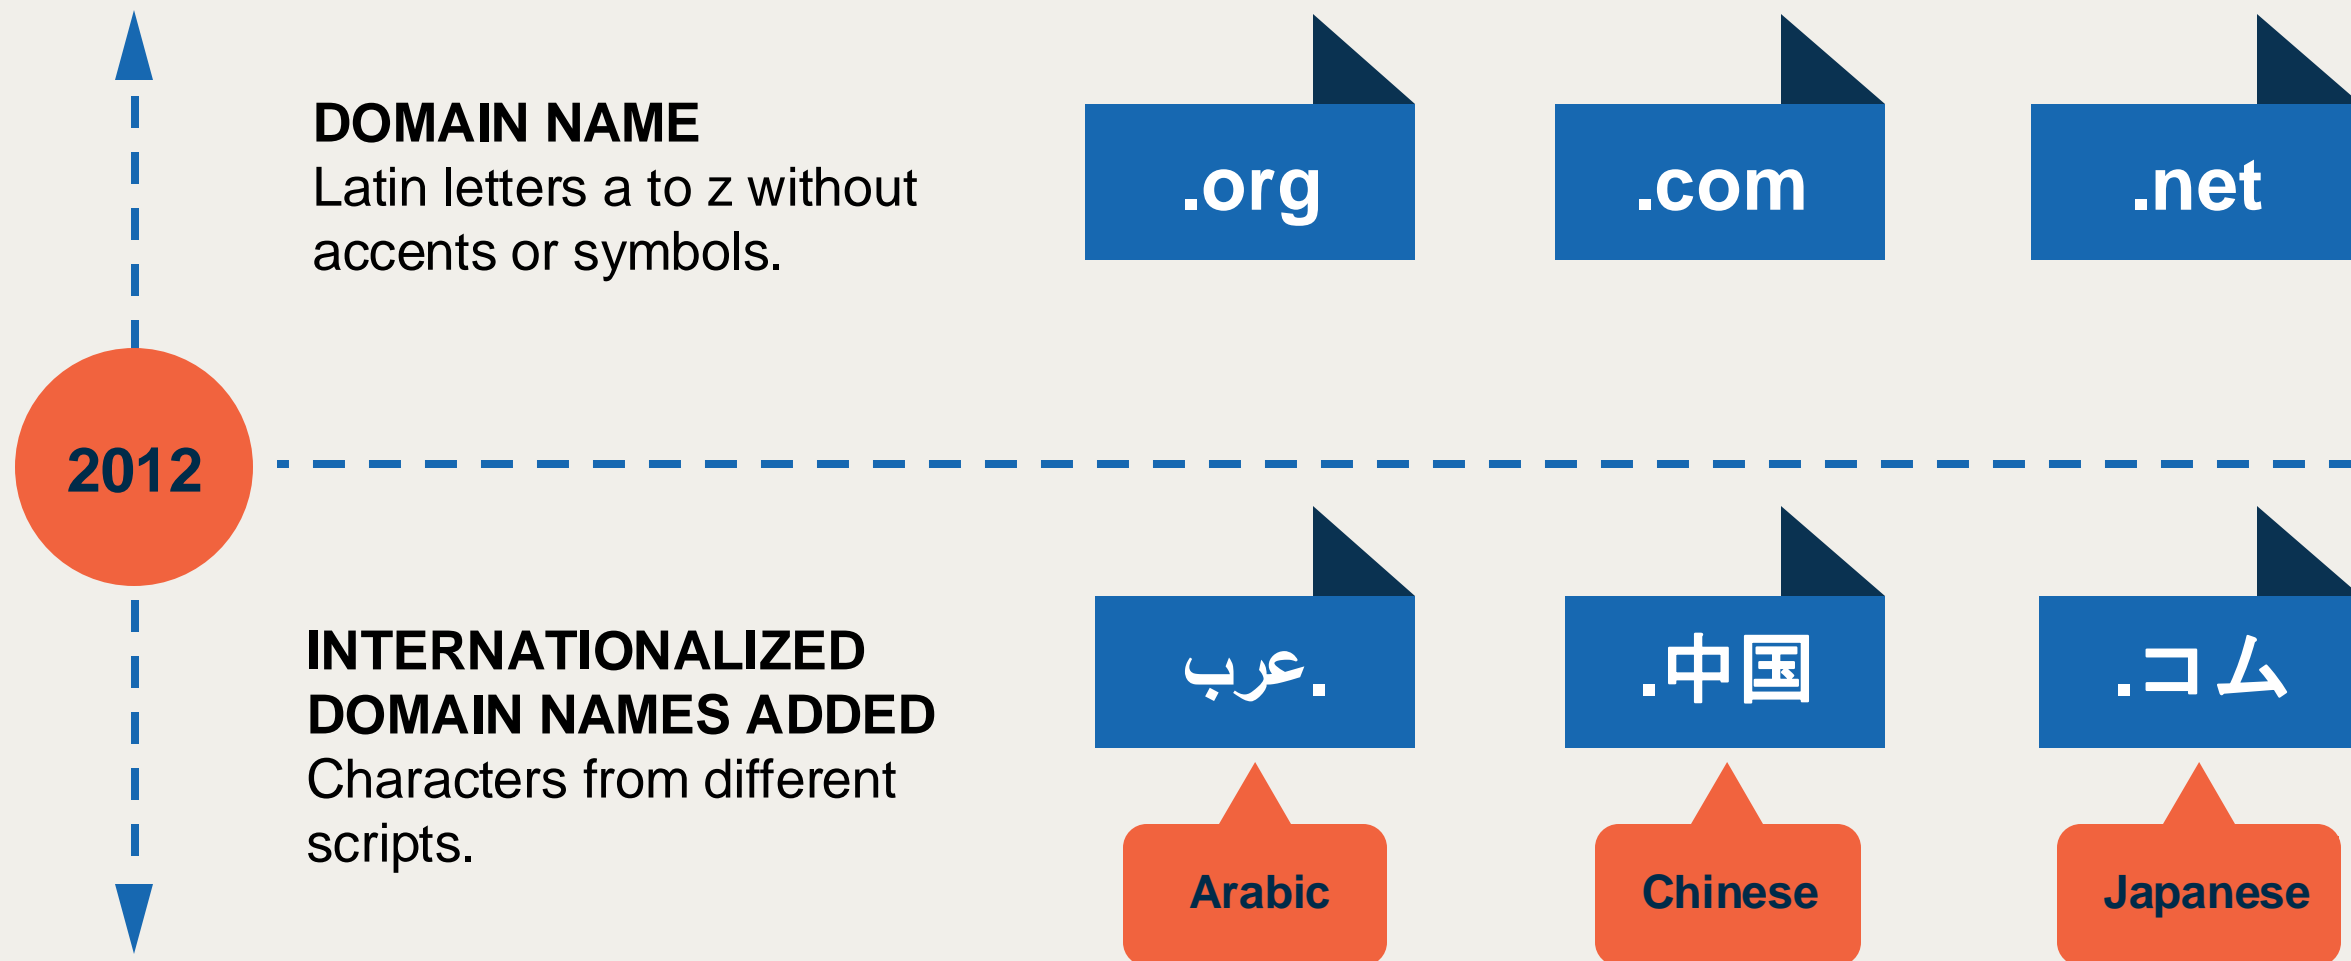 DOMAIN NAME
Latin letters a to z without
accents or symbols.
.org
.com
.net
2012
INTERNATIONALIZED
DOMAIN NAMES ADDED
Characters from different
scripts.
.عرب
.中国
.コム
Arabic
Chinese
Japanese